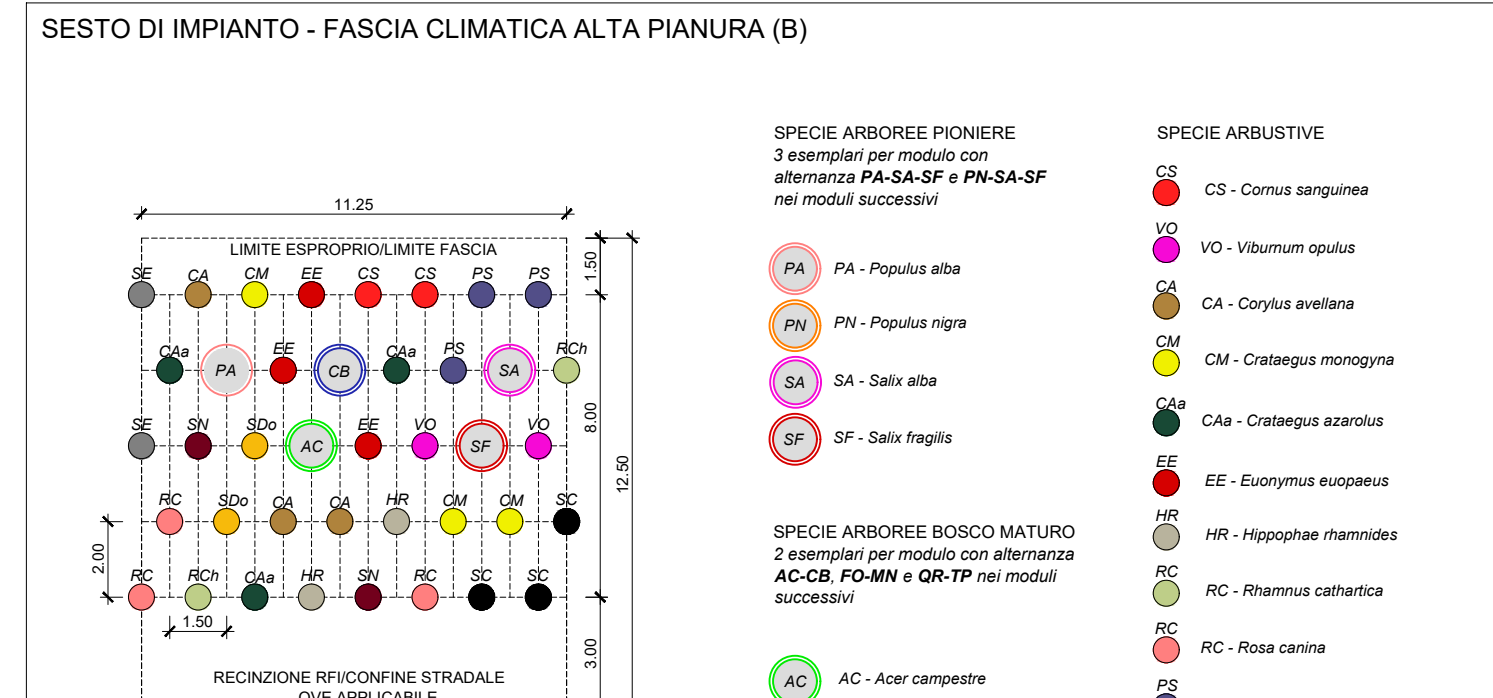 SESTO DI IMPIANTO - FASCIA CLIMATICA ALTA PIANURA (B)
11.25
LIMITE ESPROPRIO/LIMITE FASCIA
1.50
SE CA CM EE CS CS PS PS
CAa PA EE CB CAa PS SA RCh
8.00
SE SN SDo AC EE VO SF VO
12.50
RC SDo CA CA HR CM CM SC
2.00
RC RCh CAa HR SN RC SC SC
1.50
3.00
RECINZIONE RFI/CONFINE STRADALE
OVE APPLICABILE
SPECIE ARBOREE PIONIERE
3 esemplari per modulo con
alternanza PA-SA-SF e PN-SA-SF
nei moduli successivi
PA PA - Populus alba
PN PN - Populus nigra
SA SA - Salix alba
SF SF - Salix fragilis
SPECIE ARBOREE BOSCO MATURO
2 esemplari per modulo con alternanza
AC-CB, FO-MN e QR-TP nei moduli
successivi
AC AC - Acer campestre
SPECIE ARBUSTIVE
CS
CS - Cornus sanguinea
VO
VO - Viburnum opulus
CA
CA - Corylus avellana
CM
CM - Crataegus monogyna
CAa
CAa - Crataegus azarolus
EE
EE - Euonymus euopaeus
HR
HR - Hippophae rhamnides
RC
RC - Rhamnus cathartica
RC
RC - Rosa canina
PS